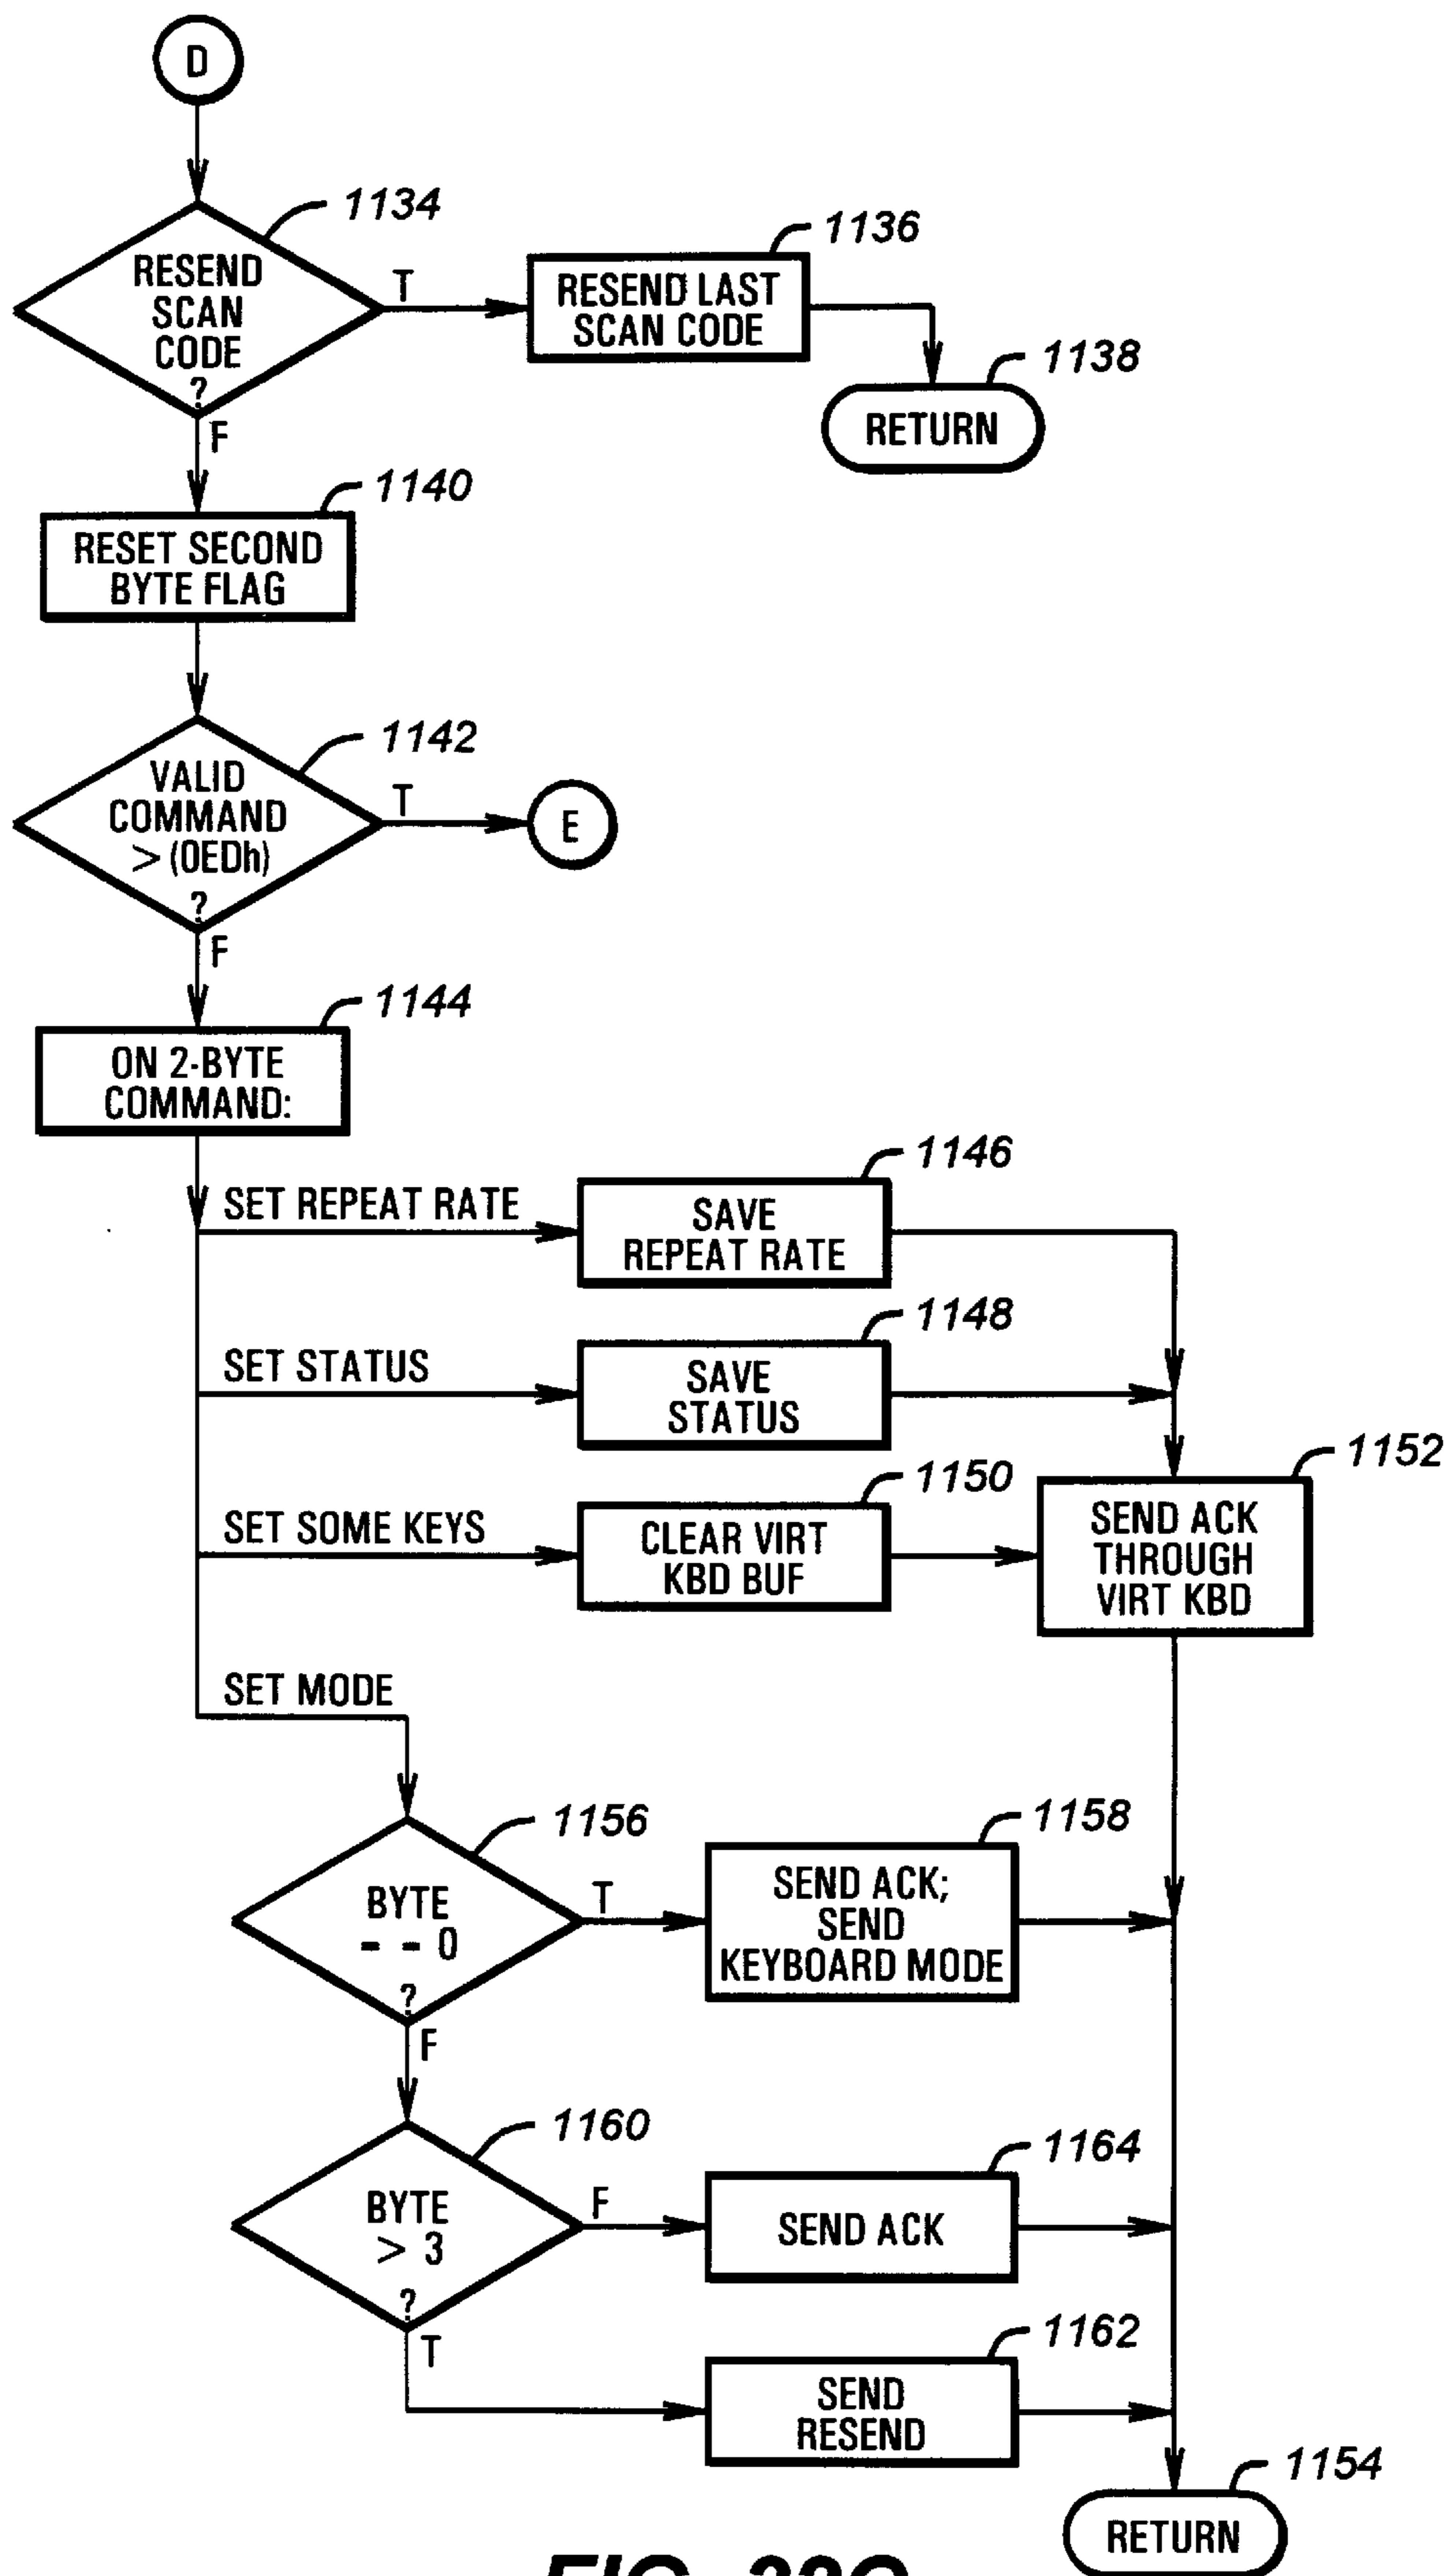 D
1134
RESEND
SCAN
CODE
?
T
1136
RESEND LAST
SCAN CODE
1138
RETURN
F
1140
RESET SECOND
BYTE FLAG
1142
VALID
COMMAND
> (0EDh)
?
T
E
F
1144
ON 2-BYTE
COMMAND:
SET REPEAT RATE
1146
SAVE
REPEAT RATE
SET STATUS
1148
SAVE
STATUS
SET SOME KEYS
1150
CLEAR VIRT
KBD BUF
1152
SEND ACK
THROUGH
VIRT KBD
SET MODE
1156
BYTE
- - 0
?
T
1158
SEND ACK;
SEND
KEYBOARD MODE
F
1160
BYTE
> 3
?
F
1164
SEND ACK
T
1162
SEND
RESEND
1154
RETURN